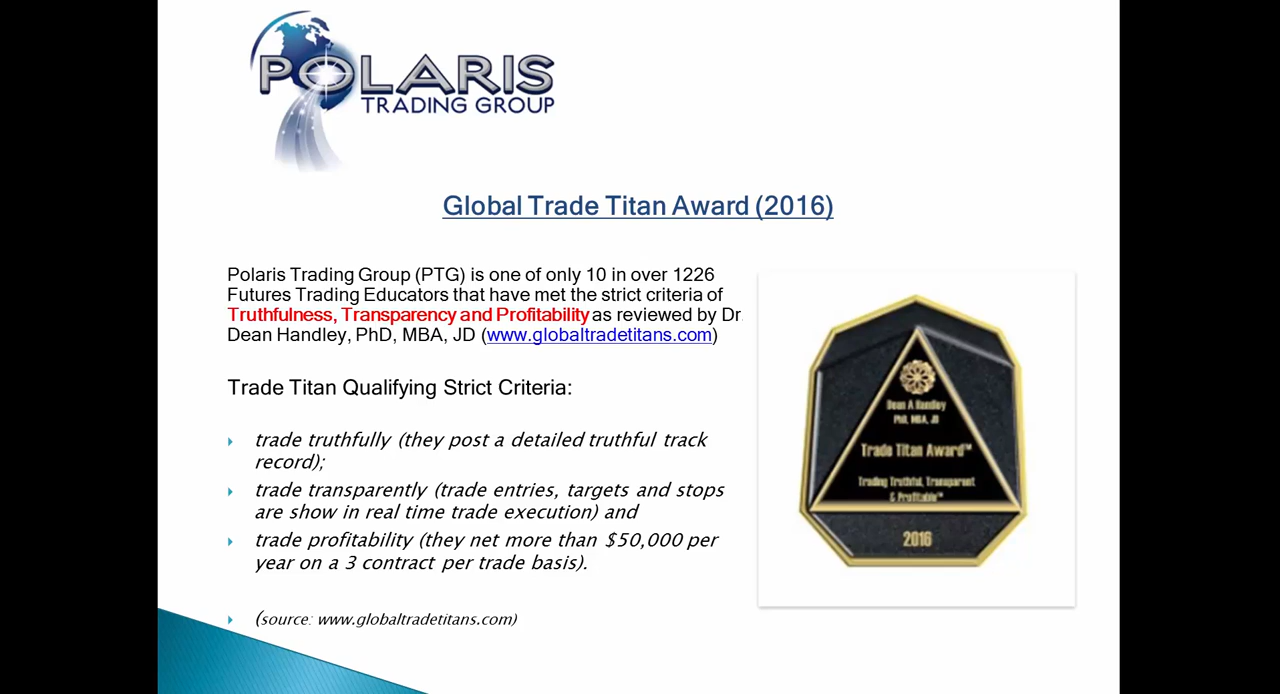 POLARIS
TRADING GROUP
Global Trade Titan Award (2016)
Polaris Trading Group (PTG) is one of only 10 in over 1226
Futures Trading Educators that have met the strict criteria of
Truthfulness, Transparency and Profitability as reviewed by Dr.
Dean Handley, PhD, MBA, JD (www.globaltradetitans.com)
Trade Titan Qualifying Strict Criteria:
trade truthfully (they post a detailed truthful track
record);
trade transparently (trade entries, targets and stops
are show in real time trade execution) and
trade profitability (they net more than $50,000 per
year on a 3 contract per trade basis).
(source: www.globaltradetitans.com)
Dean A Handley
PhD, MBA, JD
Trade Titan Award™
Trading Truthful, Transparent
& Profitable™
2016